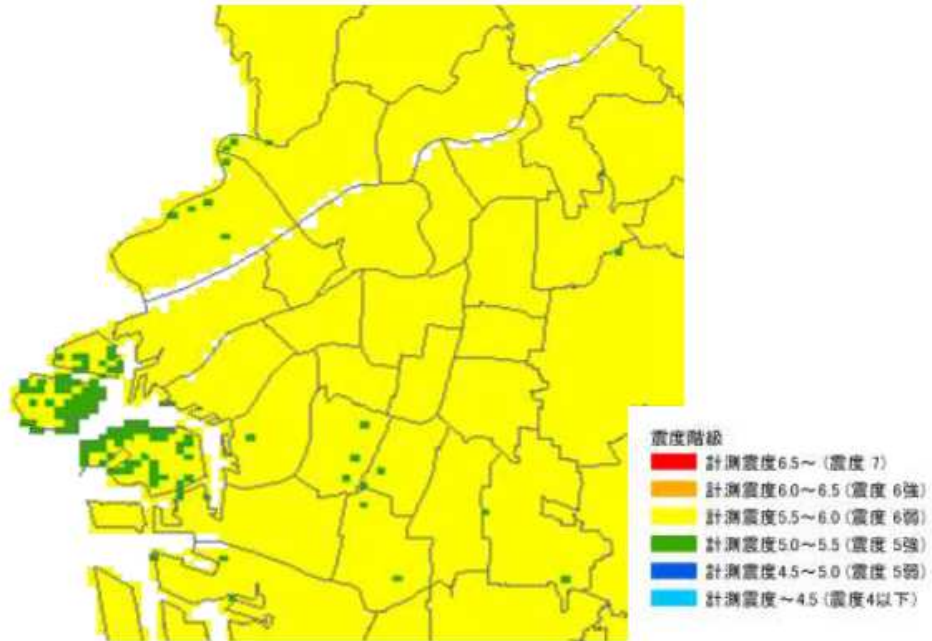 震度階級
計測震度6.5～(震度 7)
計測震度6.0～6.5(震度 6強)
計測震度5.5～6.0(震度 6弱)
計測震度5.0～5.5(震度 5強)
計測震度4.5～5.0(震度 5弱)
計測震度～4.5(震度4以下)